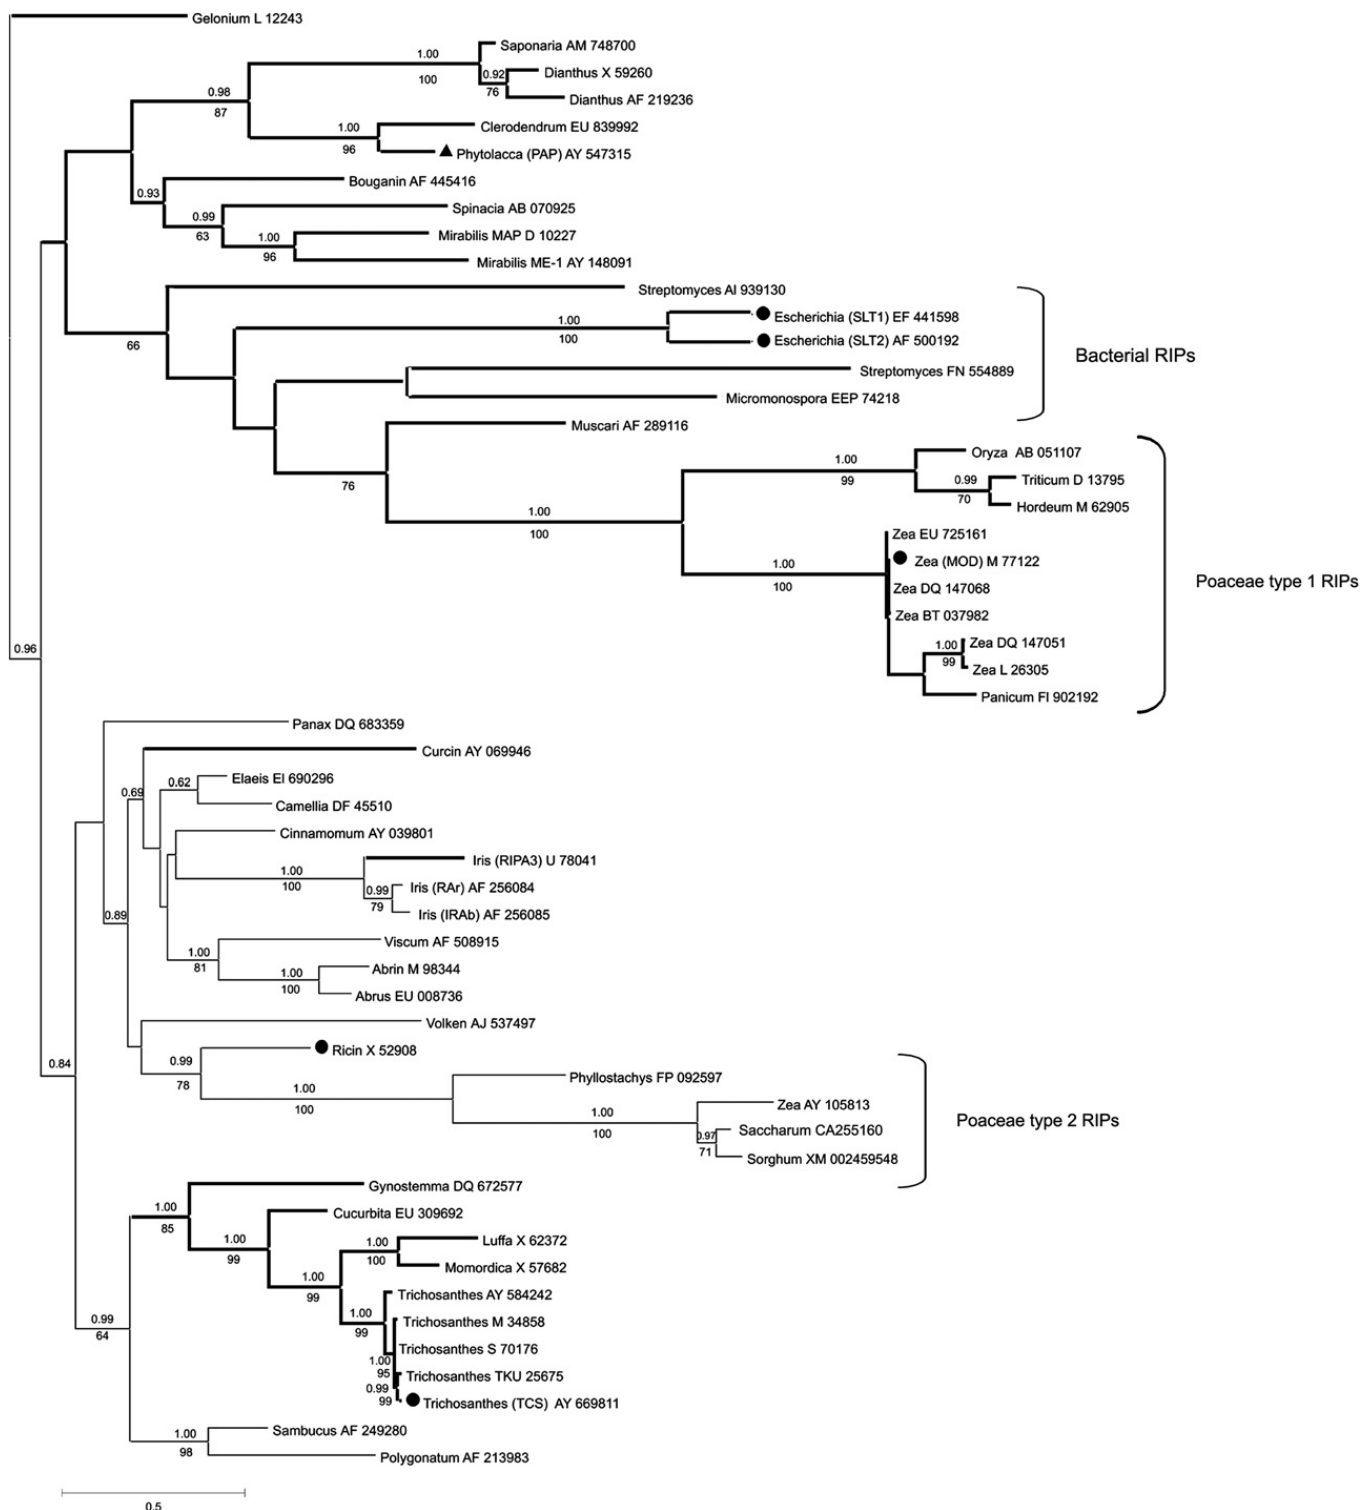 Gelonium L 12243
Saponaria AM 748700
1.00
100
0.92
76
Dianthus X 59260
Dianthus AF 219236
0.98
87
Clerodendrum EU 839992
1.00
96
Phytolacca (PAP) AY 547315
Bouganin AF 445416
0.93
Spinacia AB 070925
0.99
63
Mirabilis MAP D 10227
1.00
96
Mirabilis ME-1 AY 148091
Streptomyces AI 939130
66
1.00
100
Escherichia (SLT1) EF 441598
Escherichia (SLT2) AF 500192
Bacterial RIPs
Streptomyces FN 554889
Micromonospora EEP 74218
Muscari AF 289116
76
Oryza AB 051107
1.00
99
0.99
70
Triticum D 13795
Hordeum M 62905
1.00
100
Zea EU 725161
Zea (MOD) M 77122
1.00
100
Zea DQ 147068
Poaceae type 1 RIPs
Zea BT 037982
1.00
99
Zea DQ 147051
Zea L 26305
Panicum FI 902192
0.96
Panax DQ 683359
Curcin AY 069946
0.69
0.62
Elaeis EI 690296
Camellia DF 45510
Cinnamomum AY 039801
Iris (RIPA3) U 78041
1.00
100
0.99
79
Iris (RAr) AF 256084
Iris (IRAb) AF 256085
0.89
Viscum AF 508915
1.00
81
Abrin M 98344
1.00
100
Abrus EU 008736
Volken AJ 537497
Ricin X 52908
0.84
0.99
78
Phyllostachys FP 092597
1.00
100
Zea AY 105813
1.00
100
0.97
71
Saccharum CA255160
Sorghum XM 002459548
Poaceae type 2 RIPs
Gynostemma DQ 672577
1.00
85
Cucurbita EU 309692
1.00
99
Luffa X 62372
1.00
100
Momordica X 57682
1.00
99
Trichosanthes AY 584242
1.00
99
Trichosanthes M 34858
0.99
64
Trichosanthes S 70176
1.00
95
Trichosanthes TKU 25675
0.99
99
Trichosanthes (TCS) AY 669811
Sambucus AF 249280
1.00
98
Polygonatum AF 213983
0.5